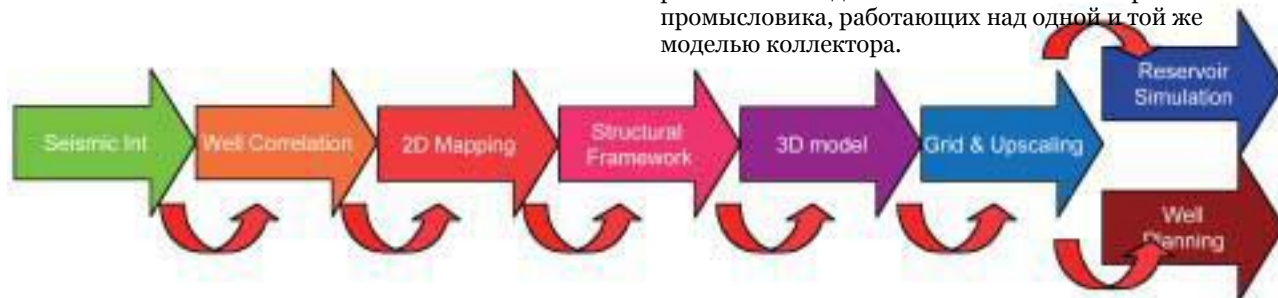 промысловика, работающих над одной и той же
моделью коллектора.
Seismic Int
Well Correlation
2D Mapping
Structural
Framework
3D model
Grid & Upscaling
Reservoir
Simulation
Well
Planning